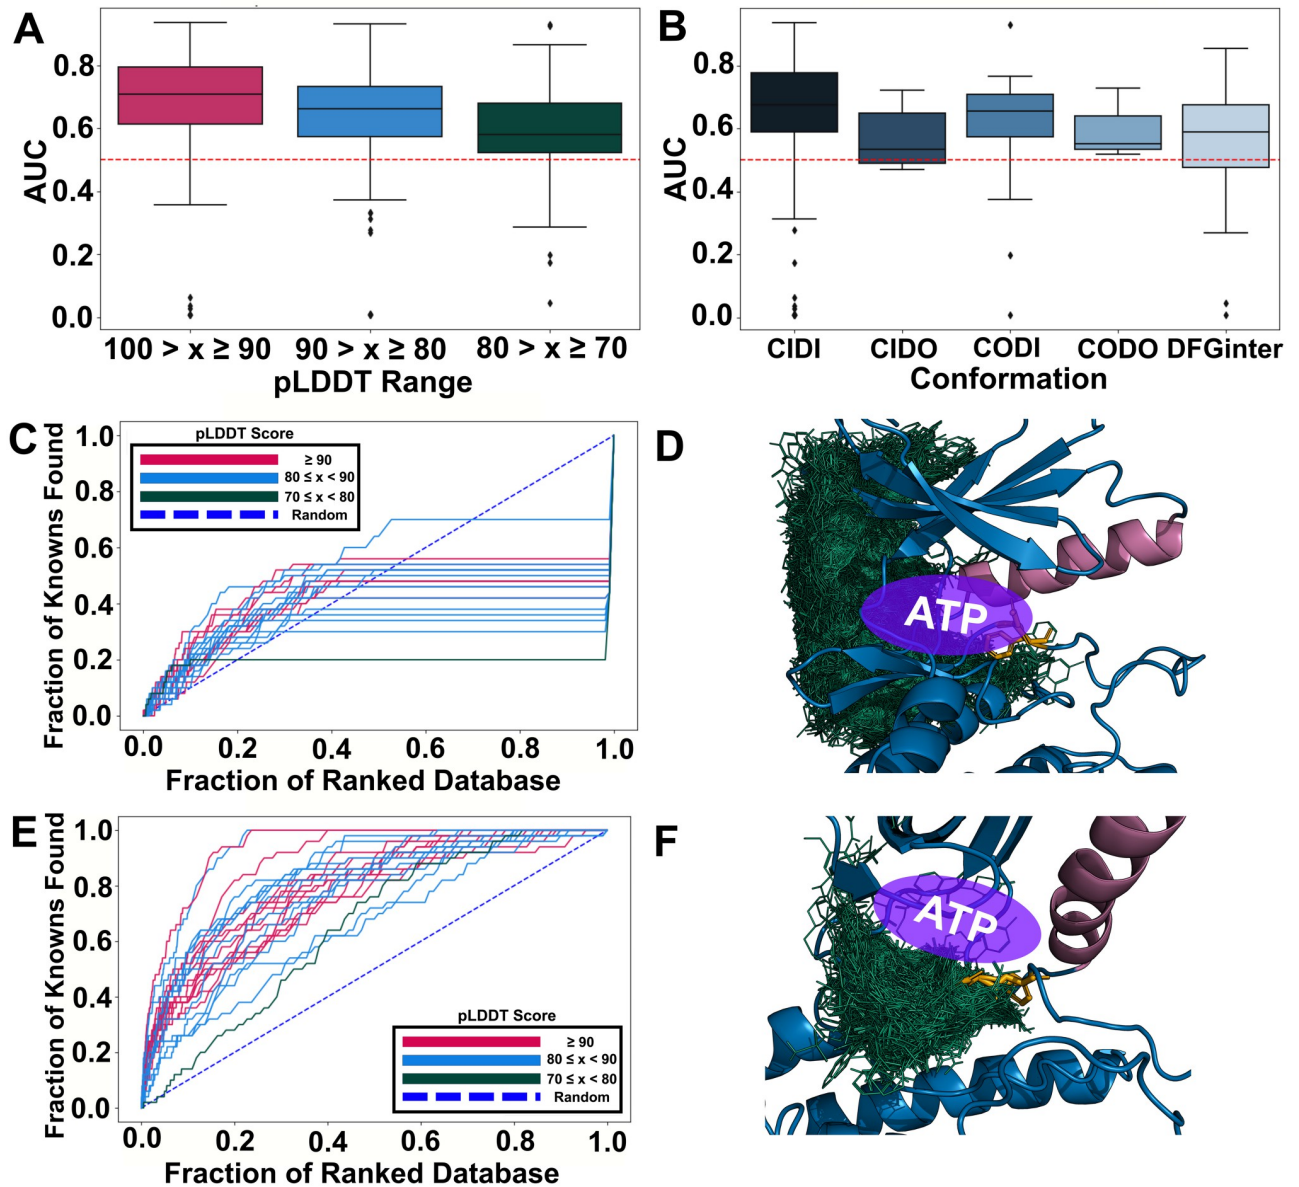 A
AUC
0.8
0.6
0.4
0.2
0.0
100 > x ≥ 90
90 > x ≥ 80
80 > x ≥ 70
pLDDT Range
B
AUC
0.8
0.6
0.4
0.2
0.0
CIDI
CIDO
CODI
CODO
DFGinter
Conformation
C
Fraction of Knowns Found
1.0
0.8
0.6
0.4
0.2
0.0
pLDDT Score
≥ 90
80 ≤ x < 90
70 ≤ x < 80
Random
0.0 0.2 0.4 0.6 0.8 1.0
Fraction of Ranked Database
D
ATP
E
Fraction of Knowns Found
1.0
0.8
0.6
0.4
0.2
0.0
pLDDT Score
≥ 90
80 ≤ x < 90
70 ≤ x < 80
Random
0.0 0.2 0.4 0.6 0.8 1.0
Fraction of Ranked Database
F
ATP